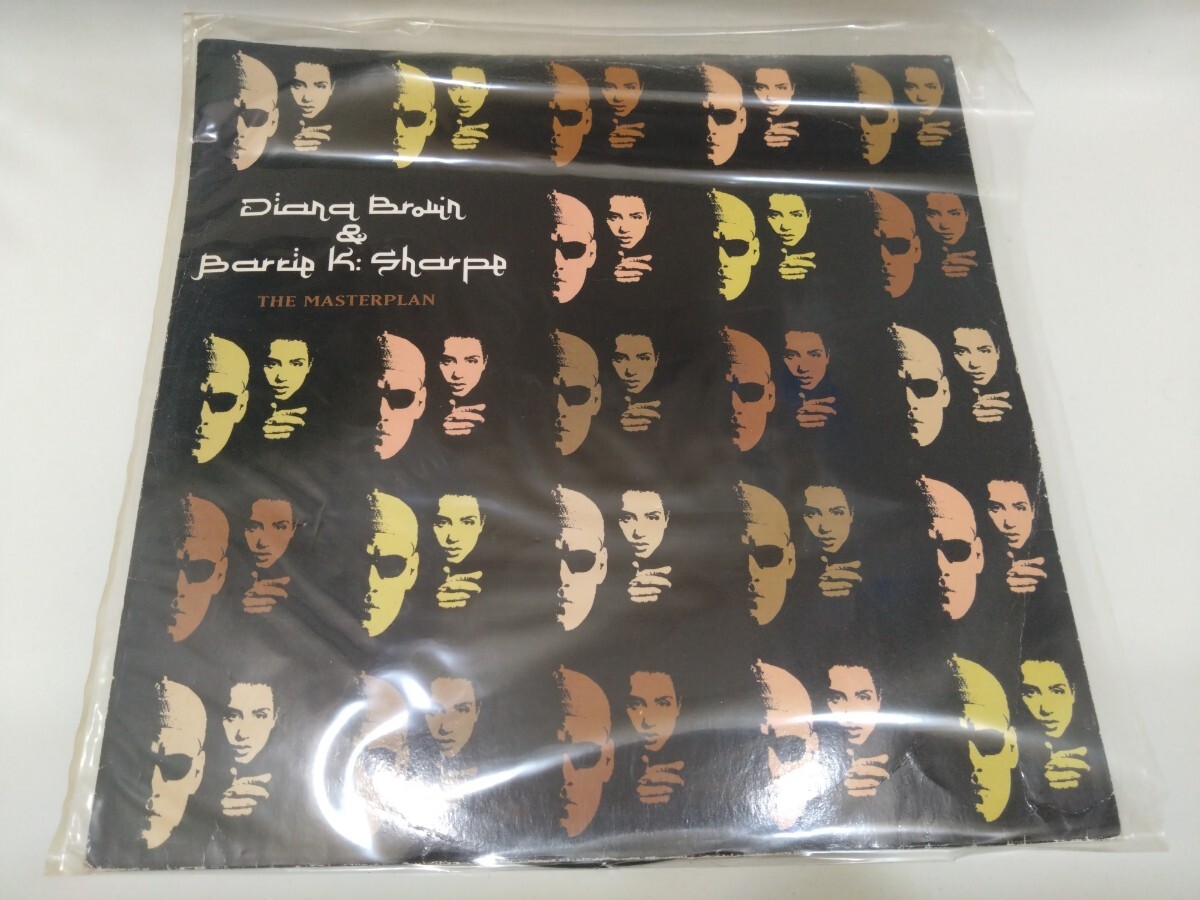 Diana Brown
&
Barrie K: Sharpe
THE MASTERPLAN